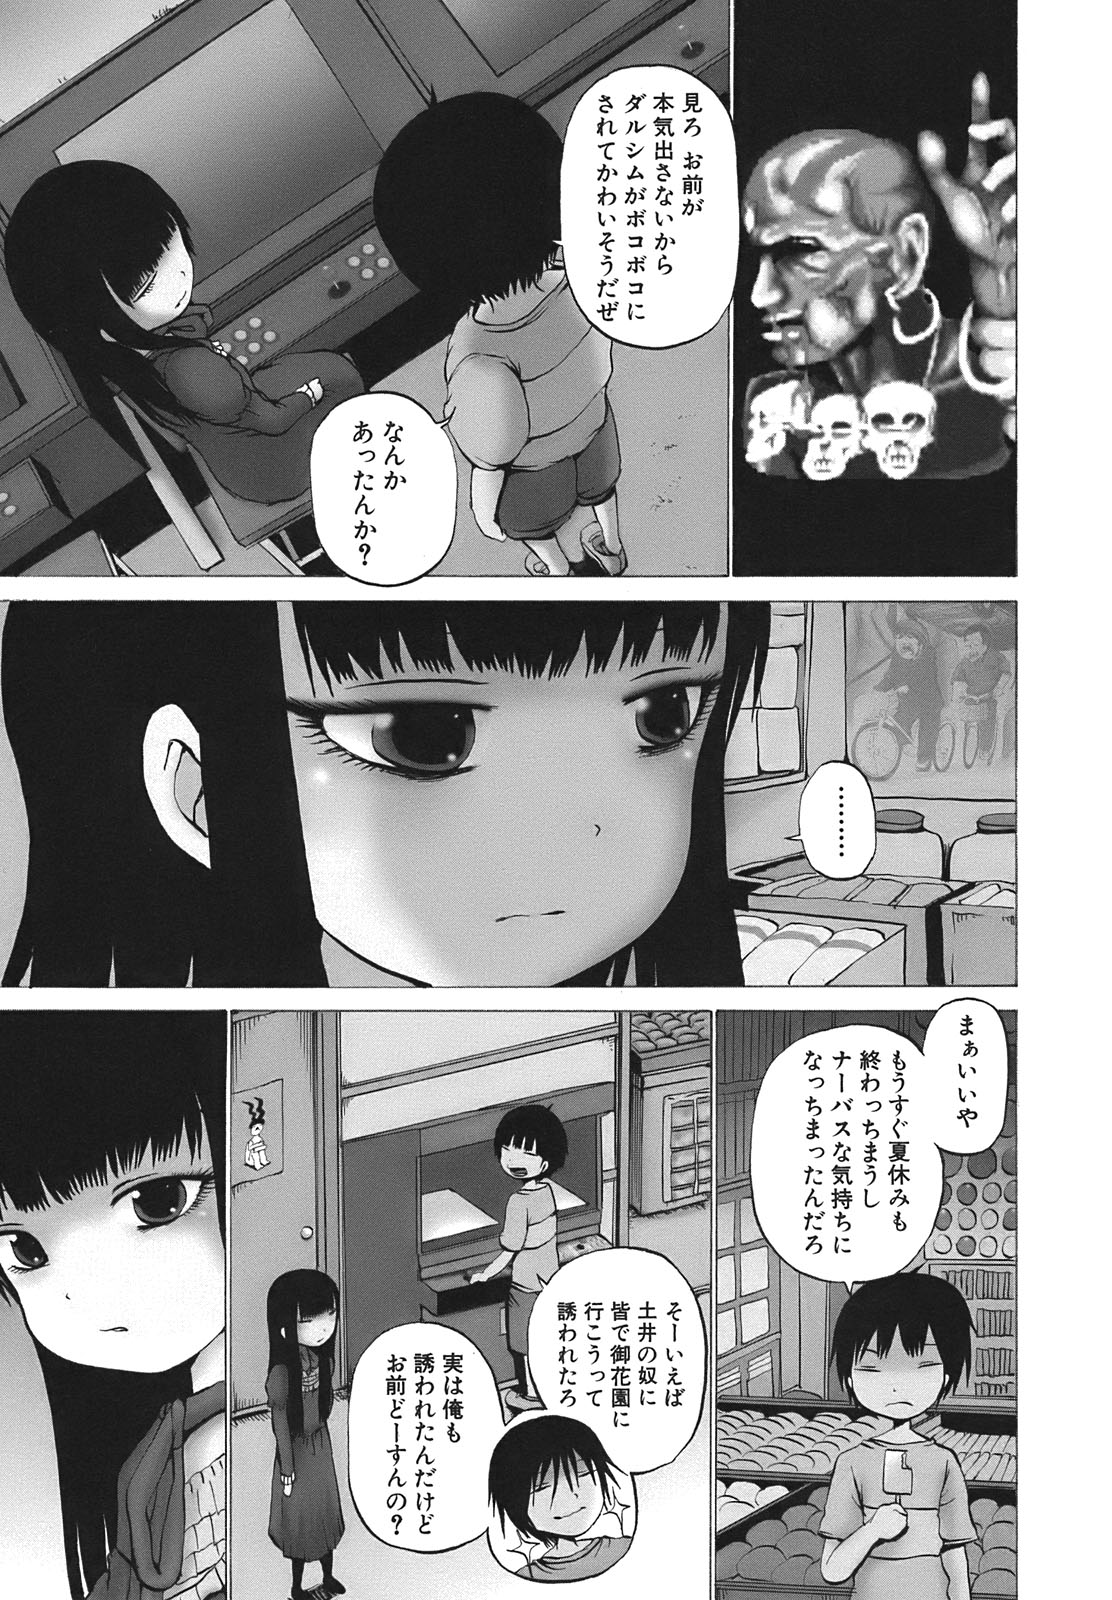 見ろ お前が
本気出さないから
ダルシムがボコボコに
されてかわいそうだぜ
なんか
あったんか?
………
まぁいいや
もうすぐ夏休みも
終わっちまうし
ナーバスな気持ちに
なっちまったんだろ
そーいえば
土井の奴に
皆で御花園に
行こうって
誘われたろ
実は俺も
誘われたんだけど
お前どーすんの?